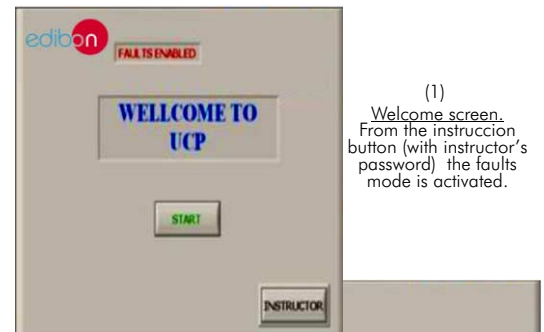 edibon
FAULTS ENABLED
WELLCOME TO
UCP
START
INSTRUCTOR
(1)
Welcome screen.
From the instruccion
button (with instructor's
password) the faults
mode is activated.